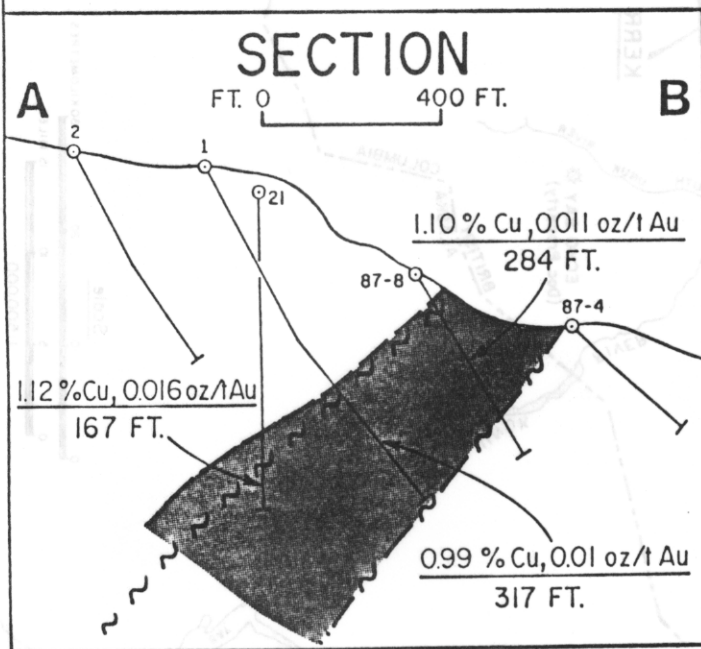 SECTION
A
B
FT. 0 400 FT.
2
1
21
87-8
87-4
1.10 % Cu, 0.011 oz/t Au
284 FT.
1.12 %Cu, 0.016 oz/t Au
167 FT.
0.99 % Cu, 0.01 oz/t Au
317 FT.